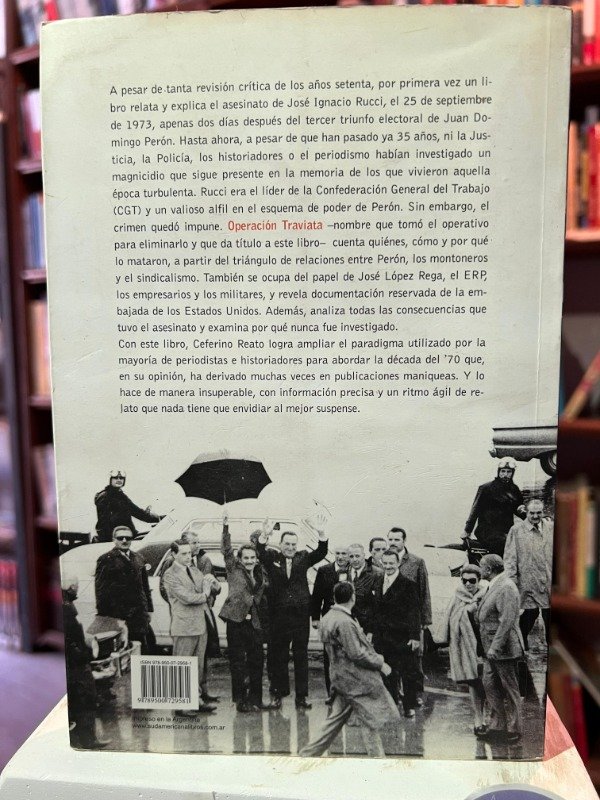 A pesar de tanta revisión crítica de los años setenta, por primera vez un li-
bro relata y explica el asesinato de José Ignacio Rucci, el 25 de septiembre
de 1973, apenas dos días después del tercer triunfo electoral de Juan Do-
mingo Perón. Hasta ahora, a pesar de que han pasado ya 35 años, ni la Jus-
ticia, la Policía, los historiadores o el periodismo habían investigado un
magnicidio que sigue presente en la memoria de los que vivieron aquella
época turbulenta. Rucci era el líder de la Confederación General del Trabajo
(CGT) y un valioso alfil en el esquema de poder de Perón. Sin embargo, el
crimen quedó impune. Operación Traviata –nombre que tomó el operativo
para eliminarlo y que da título a este libro– cuenta quiénes, cómo y por qué
lo mataron, a partir del triángulo de relaciones entre Perón, los montoneros
y el sindicalismo. También se ocupa del papel de José López Rega, el ERP,
los empresarios y los militares, y revela documentación reservada de la em-
bajada de los Estados Unidos. Además, analiza todas las consecuencias que
tuvo el asesinato y examina por qué nunca fue investigado.
Con este libro, Ceferino Reato logra ampliar el paradigma utilizado por la
mayoría de periodistas e historiadores para abordar la década del '70 que,
en su opinión, ha derivado muchas veces en publicaciones maniqueas. Y lo
hace de manera insuperable, con información precisa y un ritmo ágil de re-
lato que nada tiene que envidiar al mejor suspense.
ISBN 978-950-07-2958-1
9789500729581
Impreso en la Argentina
www.sudamericanalibros.com.ar